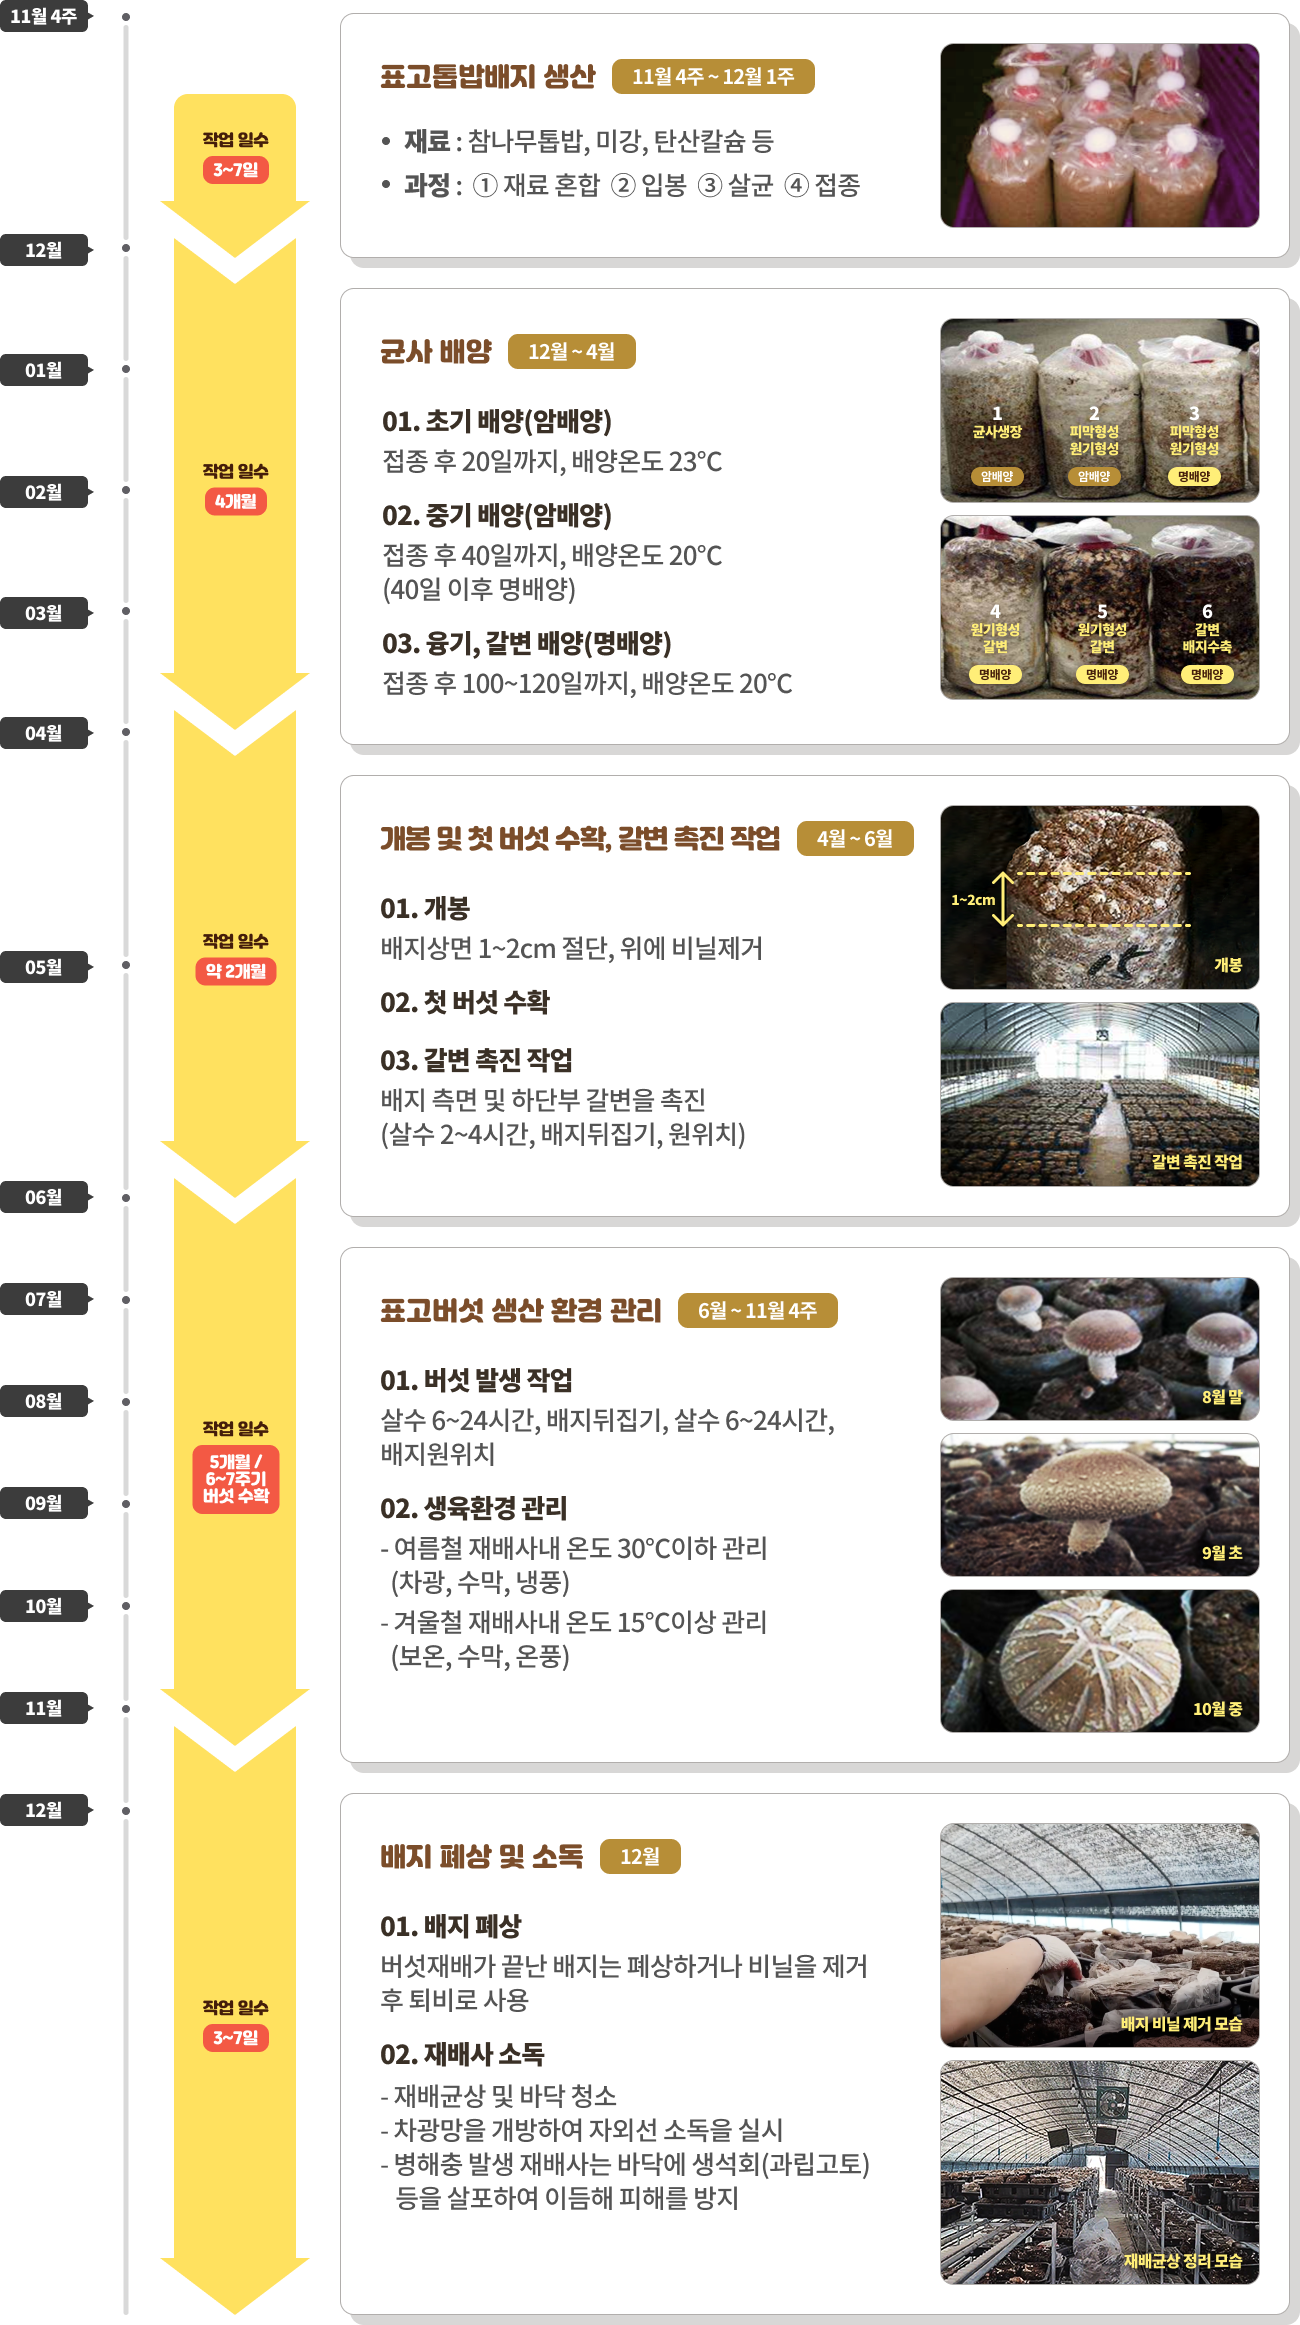 11월 4주
12월
01월
02월
03월
04월
05월
06월
07월
08월
09월
10월
11월
12월
작업 일수
3~7일
작업 일수
4개월
작업 일수
약 2개월
작업 일수
5개월 /
6~7주기
버섯 수확
작업 일수
3~7일
표고톱밥배지 생산 11월 4주 ~ 12월 1주
• 재료 : 참나무톱밥, 미강, 탄산칼슘 등
• 과정 : ① 재료 혼합 ② 입봉 ③ 살균 ④ 접종
균사 배양 12월 ~ 4월
01. 초기 배양(암배양)
접종 후 20일까지, 배양온도 23℃
02. 중기 배양(암배양)
접종 후 40일까지, 배양온도 20℃
(40일 이후 명배양)
03. 융기, 갈변 배양(명배양)
접종 후 100~120일까지, 배양온도 20℃
1
균사생장
암배양
2
피막형성
원기형성
암배양
3
피막형성
원기형성
명배양
4
원기형성
갈변
명배양
5
원기형성
갈변
명배양
6
갈변
배지수축
명배양
개봉 및 첫 버섯 수확, 갈변 촉진 작업 4월 ~ 6월
01. 개봉
배지상면 1~2cm 절단, 위에 비닐제거
02. 첫 버섯 수확
03. 갈변 촉진 작업
배지 측면 및 하단부 갈변을 촉진
(살수 2~4시간, 배지뒤집기, 원위치)
1~2cm
개봉
갈변 촉진 작업
표고버섯 생산 환경 관리 6월 ~ 11월 4주
01. 버섯 발생 작업
살수 6~24시간, 배지뒤집기, 살수 6~24시간,
배지원위치
02. 생육환경 관리
- 여름철 재배사내 온도 30℃이하 관리
(차광, 수막, 냉풍)
- 겨울철 재배사내 온도 15℃이상 관리
(보온, 수막, 온풍)
8월 말
9월 초
10월 중
배지 폐상 및 소독 12월
01. 배지 폐상
버섯재배가 끝난 배지는 폐상하거나 비닐을 제거
후 퇴비로 사용
02. 재배사 소독
- 재배균상 및 바닥 청소
- 차광망을 개방하여 자외선 소독을 실시
- 병해충 발생 재배사는 바닥에 생석회(과립고토)
등을 살포하여 이듬해 피해를 방지
배지 비닐 제거 모습
재배균상 정리 모습